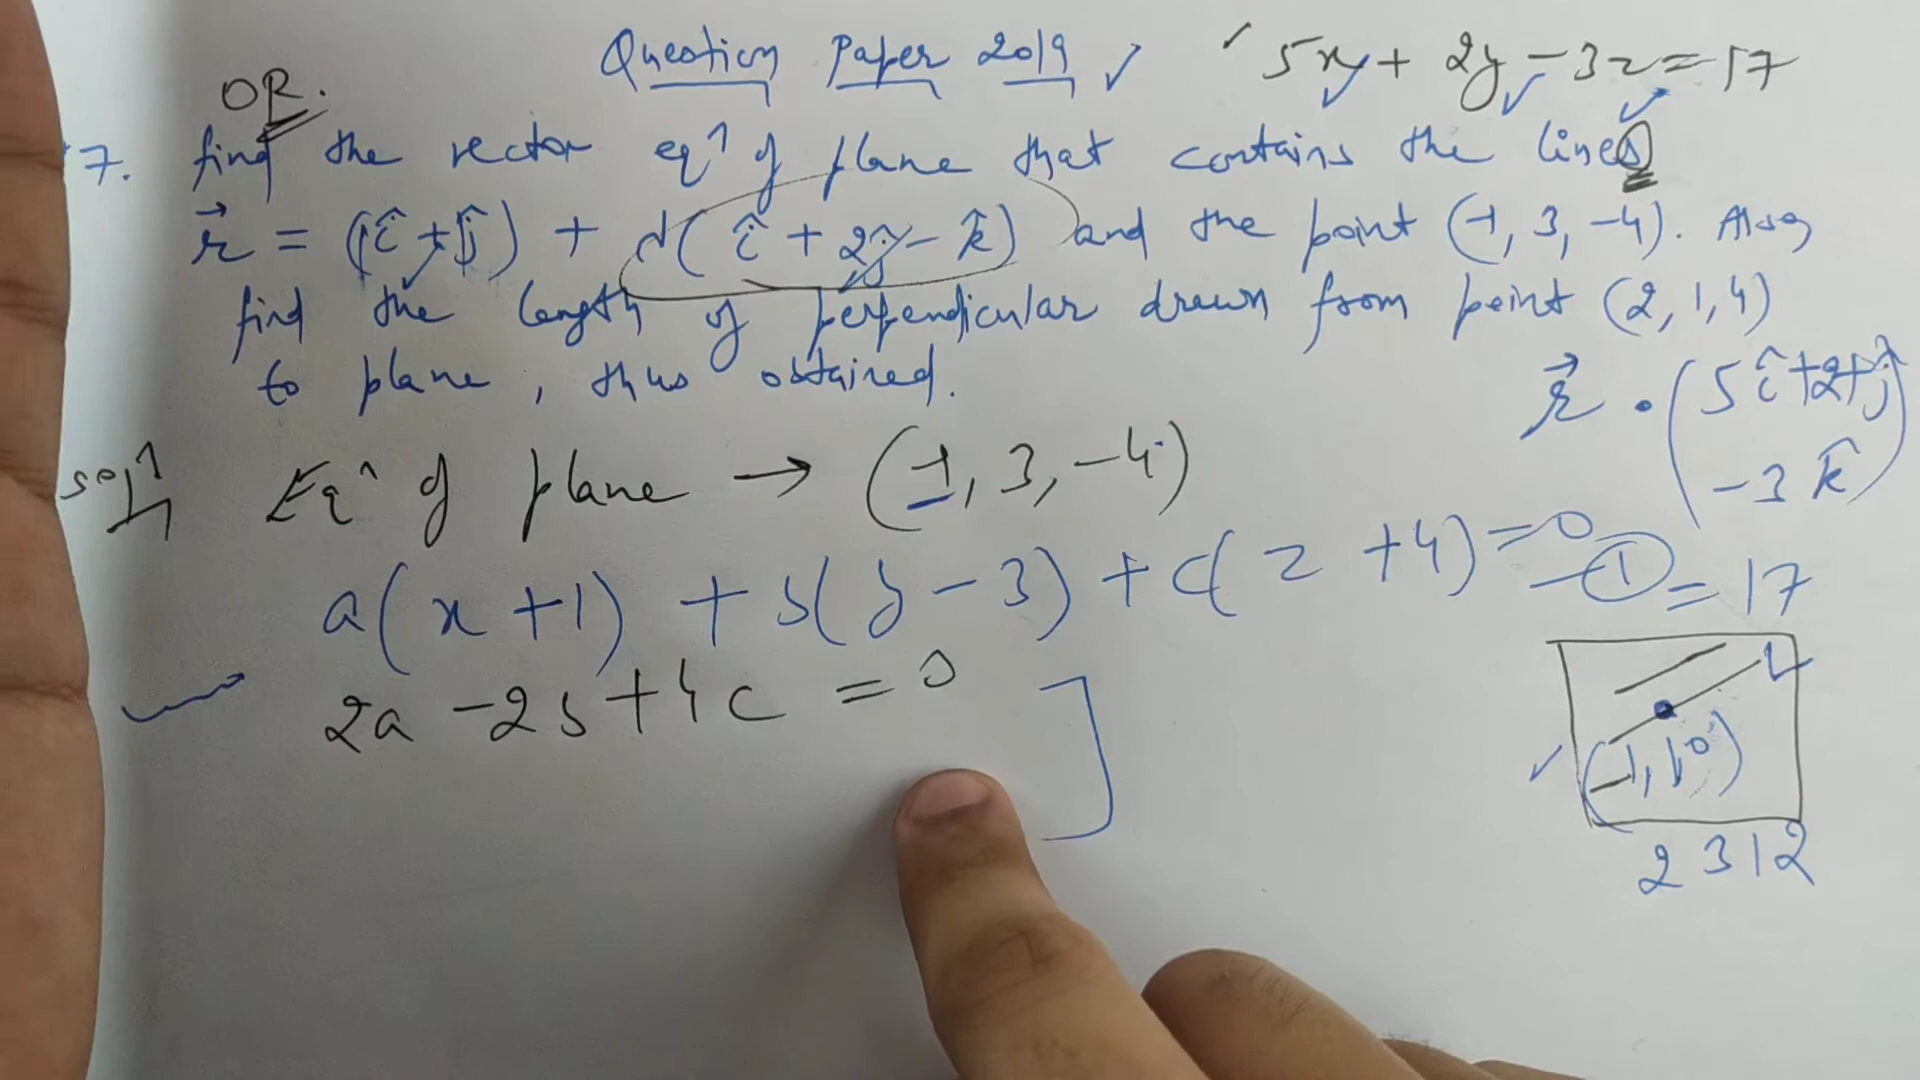 Question Paper 2019 ✓
✓ 5x + 2y - 3z = 17
OR.
7. find the vector eqn of plane that contains the lines
r⃗ = (î + ĵ) + λ(î + 2ĵ - k̂) and the point (-1, 3, -4). Also,
find the length of perpendicular drawn from point (2, 1, 4)
to plane, thus obtained.
r⃗ . (5î + 2ĵ
-3k̂)
= 17
soln Eqn of plane → (-1, 3, -4)
a(x + 1) + b(y - 3) + c(z + 4) = 0 - ①
2a - 2b + 4c = 0
L
(-1, 1, 0)
2 3 1 2